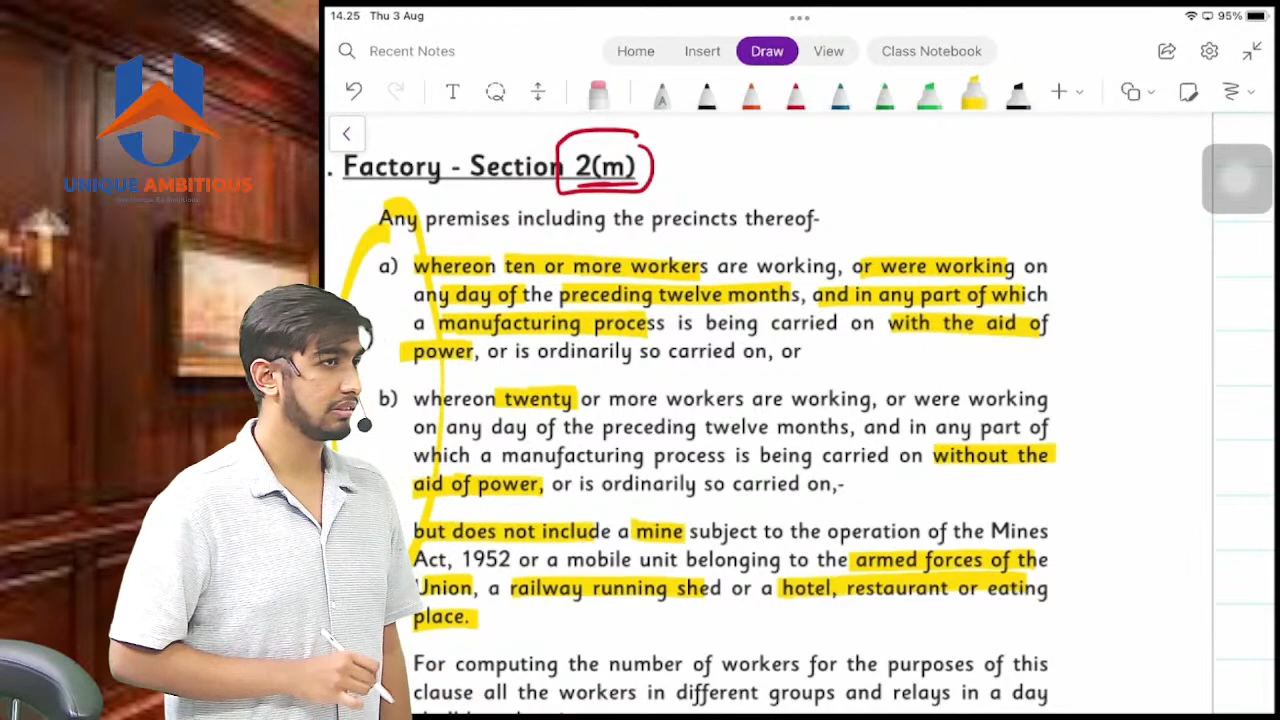 14.25 Thu 3 Aug
95%
Recent Notes
Home Insert Draw View Class Notebook
UNIQUE AMBITIOUS
. Factory - Section 2(m)
Any premises including the precincts thereof-
a) whereon ten or more workers are working, or were working on
any day of the preceding twelve months, and in any part of which
a manufacturing process is being carried on with the aid of
power, or is ordinarily so carried on, or
b) whereon twenty or more workers are working, or were working
on any day of the preceding twelve months, and in any part of
which a manufacturing process is being carried on without the
aid of power, or is ordinarily so carried on,-
but does not include a mine subject to the operation of the Mines
Act, 1952 or a mobile unit belonging to the armed forces of the
Union, a railway running shed or a hotel, restaurant or eating
place.
For computing the number of workers for the purposes of this
clause all the workers in different groups and relays in a day